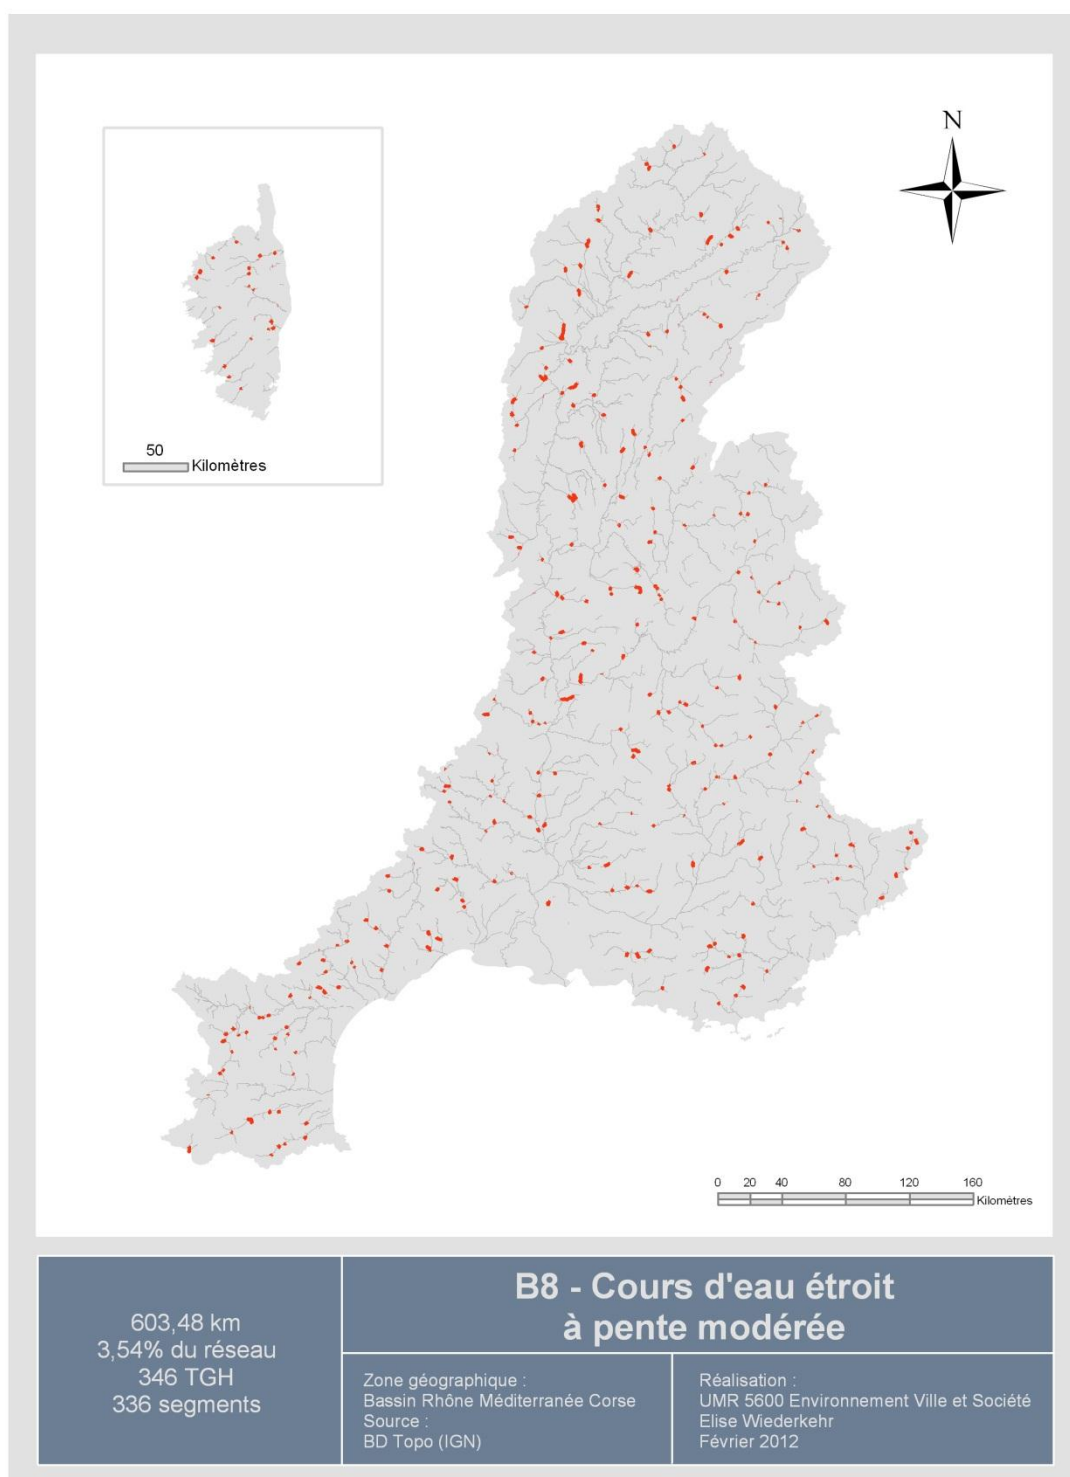 N
50
Kilomètres
0 20 40 80 120 160
Kilomètres
603,48 km
3,54% du réseau
346 TGH
336 segments
B8 - Cours d'eau étroit
à pente modérée
Zone géographique :
Bassin Rhône Méditerranée Corse
Source :
BD Topo (IGN)
Réalisation :
UMR 5600 Environnement Ville et Société
Elise Wiederkehr
Février 2012